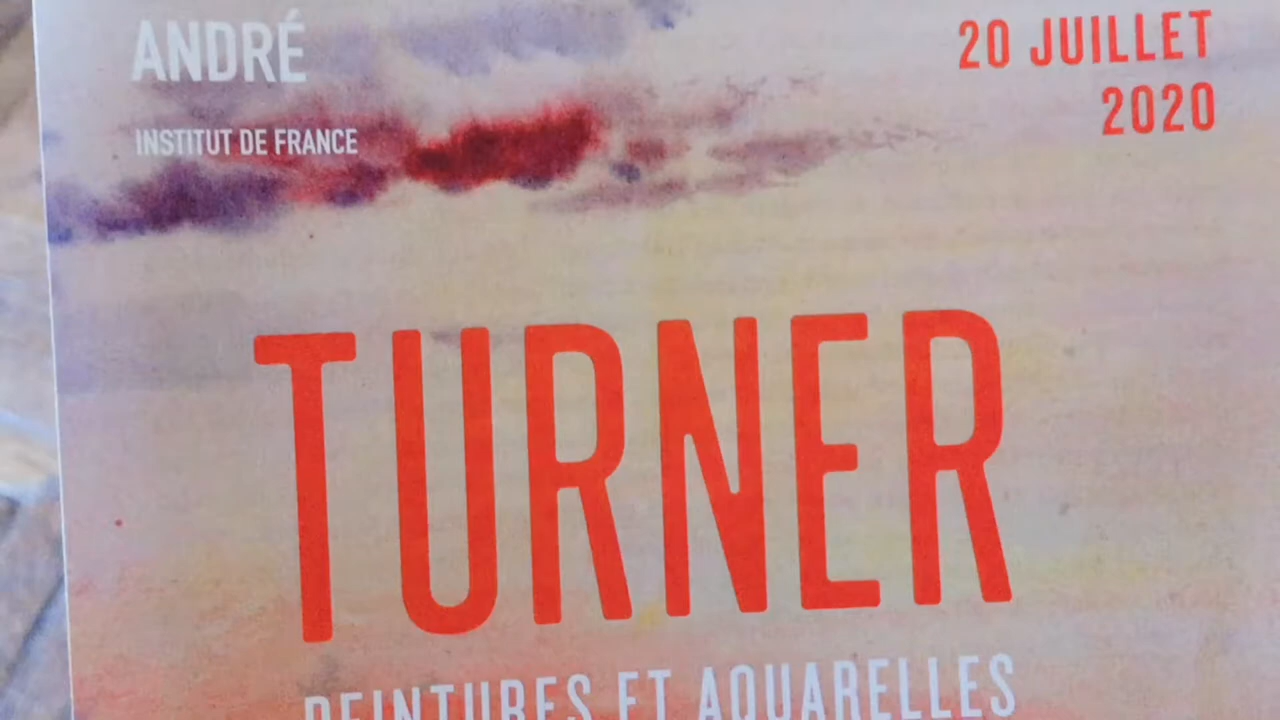 ANDRÉ
INSTITUT DE FRANCE
20 JUILLET
2020
TURNER
PEINTURES ET AQUARELLES